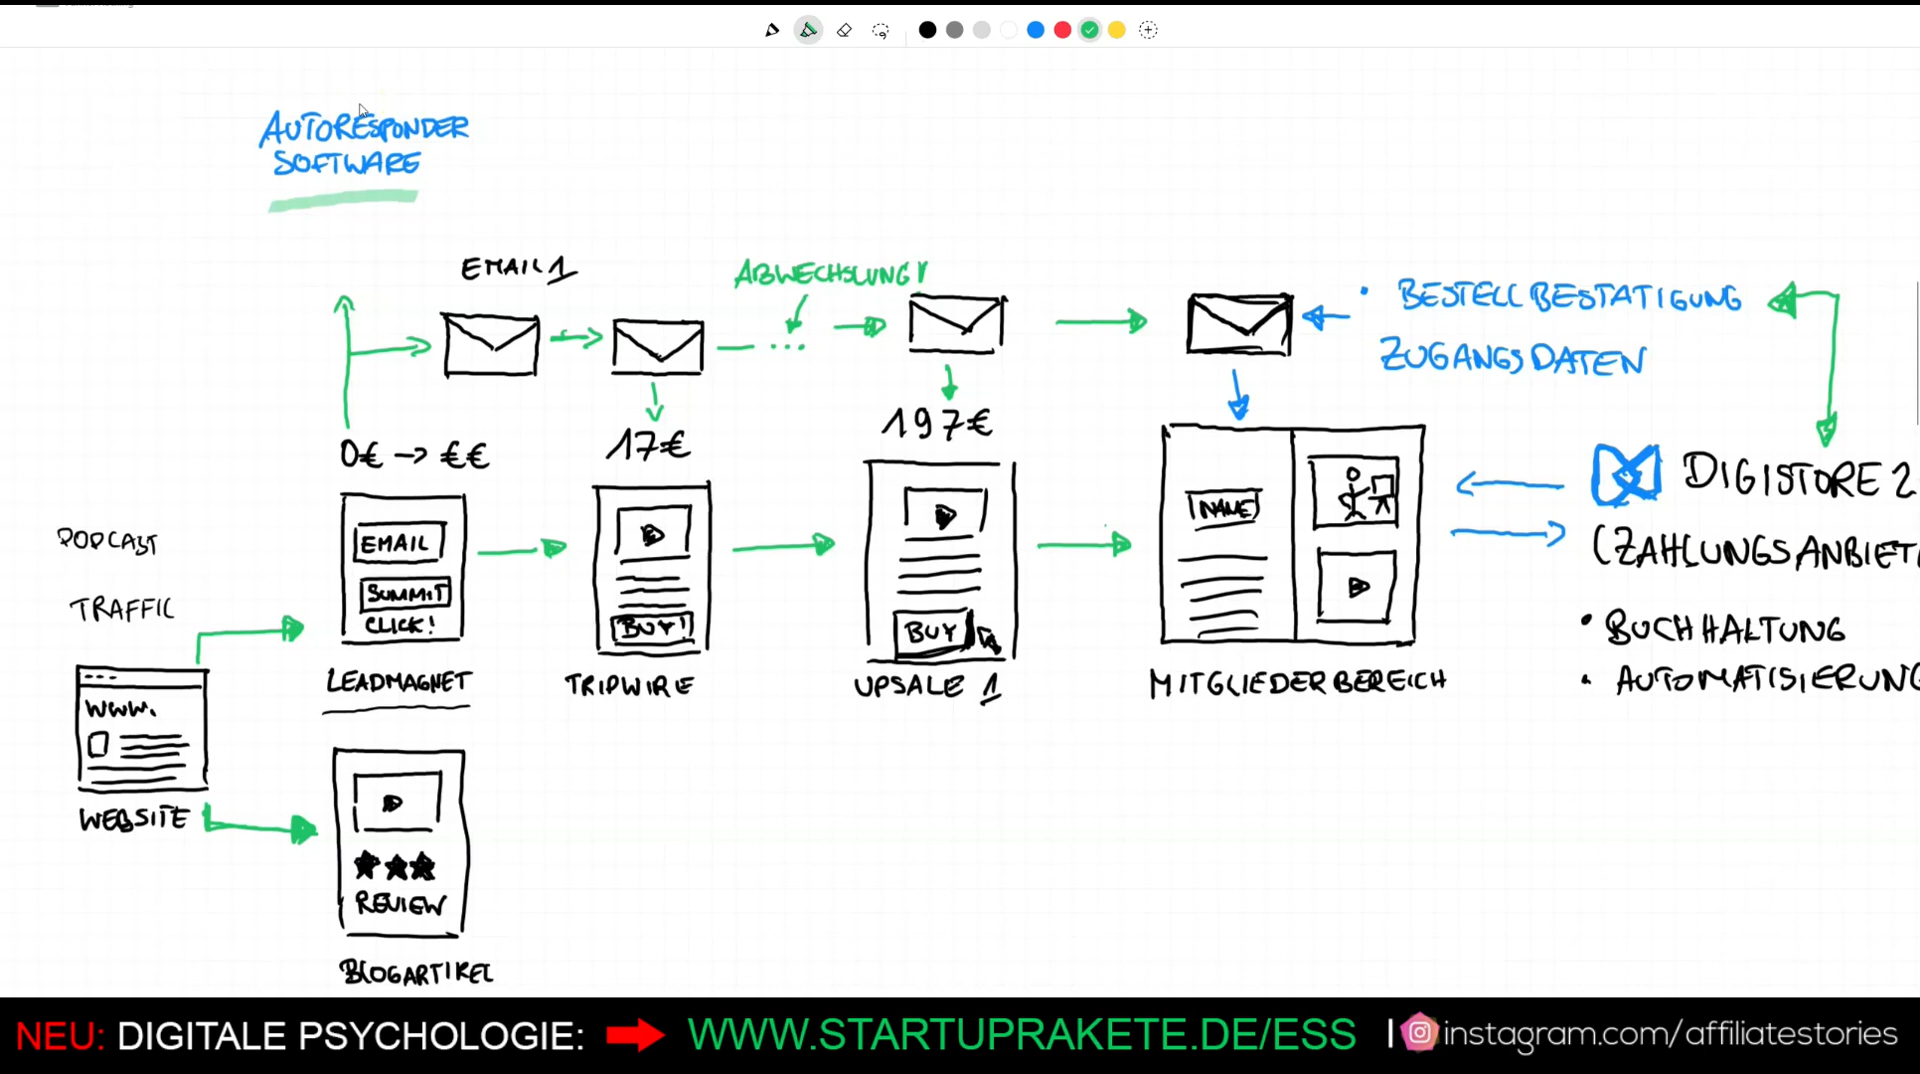 AUTORESPONDER
SOFTWARE
EMAIL 1
ABWECHSLUNG!
• BESTELLBESTÄTIGUNG
ZUGANGSDATEN
0€ → €€
17€
197€
DIGISTORE 2
(ZAHLUNGSANBIETE
• BUCHHALTUNG
• AUTOMATISIERUNG
PODCAST
TRAFFIC
EMAIL
SUMMIT
CLICK!
LEADMAGNET
BUY!
TRIPWIRE
BUY
UPSALE 1
NAME
MITGLIEDERBEREICH
WWW.
WEBSITE
REVIEW
BLOGARTIKEL
NEU: DIGITALE PSYCHOLOGIE: WWW.STARTUPRAKETE.DE/ESS | instagram.com/affiliatestories